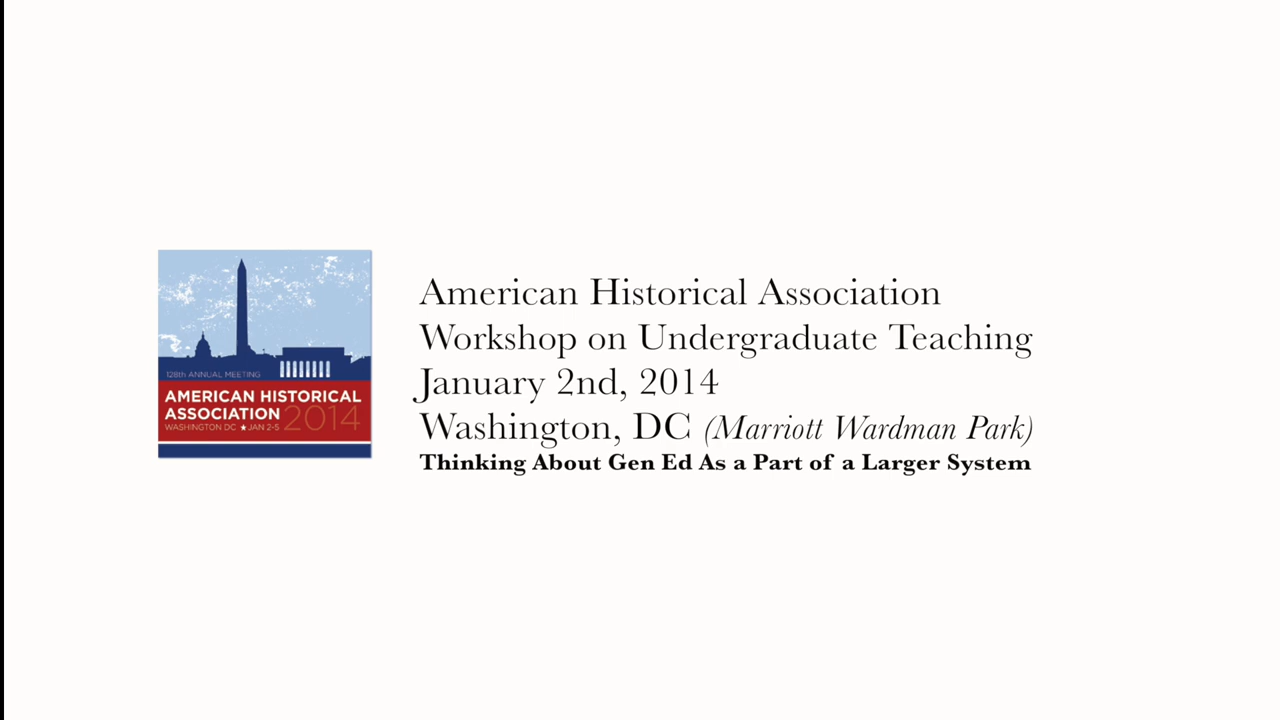 128th ANNUAL MEETING
AMERICAN HISTORICAL
ASSOCIATION 2014
WASHINGTON DC ★ JAN 2-5
American Historical Association
Workshop on Undergraduate Teaching
January 2nd, 2014
Washington, DC (Marriott Wardman Park)
Thinking About Gen Ed As a Part of a Larger System